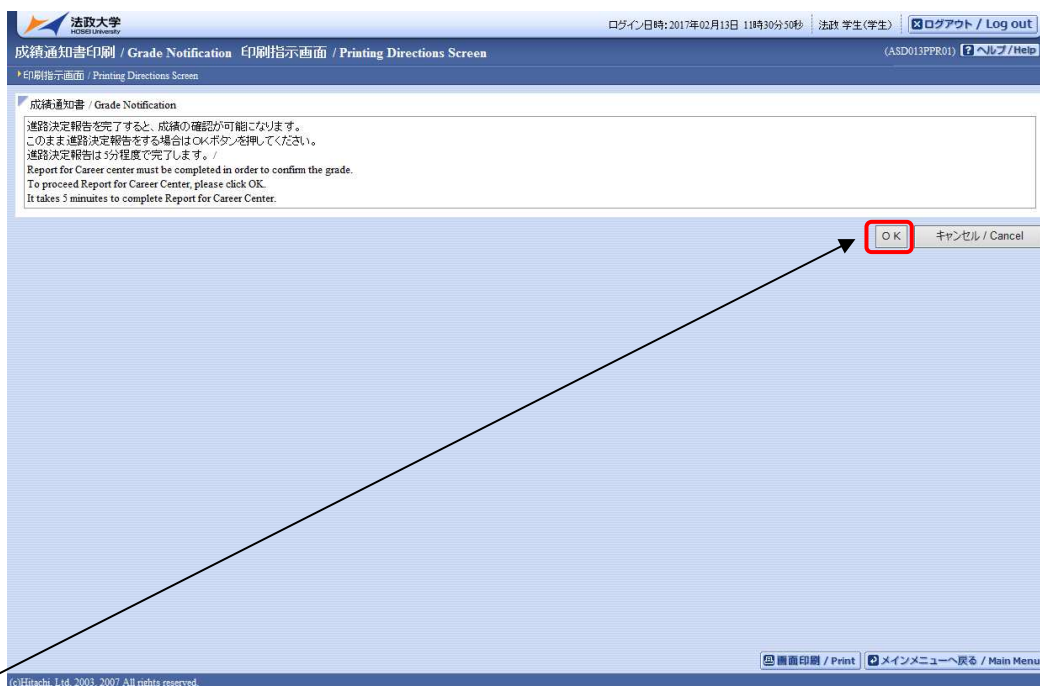 法政大学
HOSEI University
ログイン日時:2017年02月13日 11時30分50秒 法政 学生(学生) ログアウト / Log out
成績通知書印刷 / Grade Notification 印刷指示画面 / Printing Directions Screen (ASD013PPR01) ヘルプ/Help
印刷指示画面 / Printing Directions Screen
成績通知書 / Grade Notification
進路決定報告を完了すると、成績の確認が可能になります。
このまま進路決定報告をする場合はOKボタンを押してください。
進路決定報告は5分程度で完了します。/
Report for Career center must be completed in order to confirm the grade.
To proceed Report for Career Center, please click OK.
It takes 5 minuites to complete Report for Career Center.
OK キャンセル / Cancel
画面印刷 / Print メインメニューへ戻る / Main Menu
(c)Hitachi, Ltd. 2003, 2007 All rights reserved.